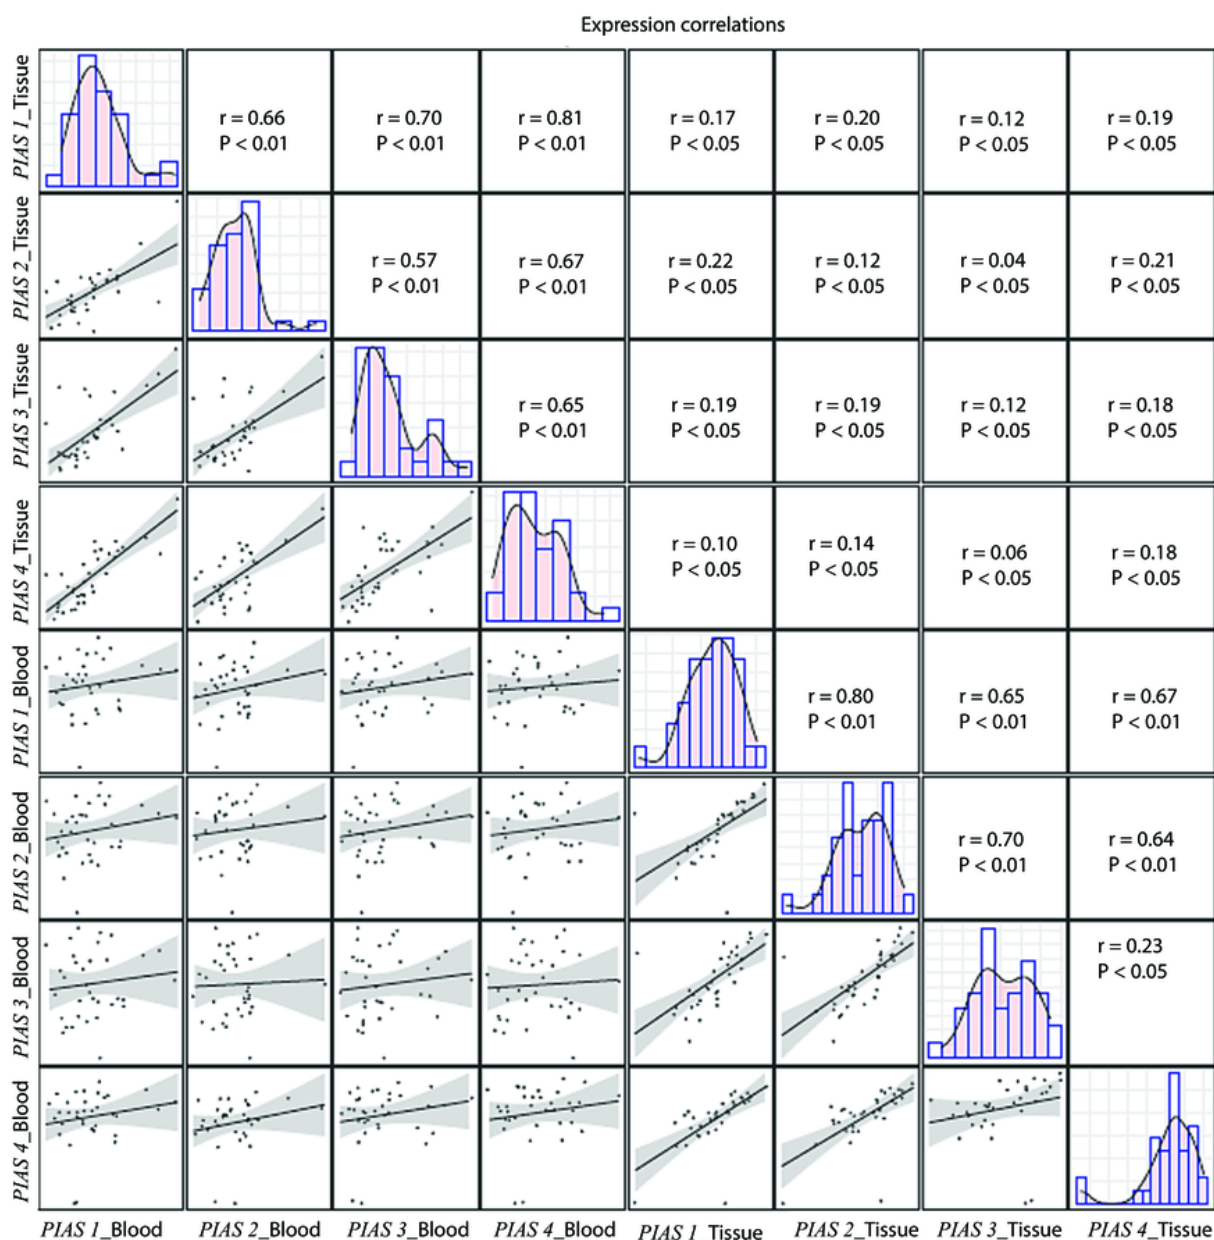 Expression correlations
PIAS 1_Tissue
r = 0.66
P < 0.01
r = 0.70
P < 0.01
r = 0.81
P < 0.01
r = 0.17
P < 0.05
r = 0.20
P < 0.05
r = 0.12
P < 0.05
r = 0.19
P < 0.05
PIAS 2_Tissue
r = 0.57
P < 0.01
r = 0.67
P < 0.01
r = 0.22
P < 0.05
r = 0.12
P < 0.05
r = 0.04
P < 0.05
r = 0.21
P < 0.05
PIAS 3_Tissue
r = 0.65
P < 0.01
r = 0.19
P < 0.05
r = 0.19
P < 0.05
r = 0.12
P < 0.05
r = 0.18
P < 0.05
PIAS 4_Tissue
r = 0.10
P < 0.05
r = 0.14
P < 0.05
r = 0.06
P < 0.05
r = 0.18
P < 0.05
PIAS 1_Blood
r = 0.80
P < 0.01
r = 0.65
P < 0.01
r = 0.67
P < 0.01
PIAS 2_Blood
r = 0.70
P < 0.01
r = 0.64
P < 0.01
PIAS 3_Blood
r = 0.23
P < 0.05
PIAS 4_Blood
PIAS 1_Blood
PIAS 2_Blood
PIAS 3_Blood
PIAS 4_Blood
PIAS 1_Tissue
PIAS 2_Tissue
PIAS 3_Tissue
PIAS 4_Tissue